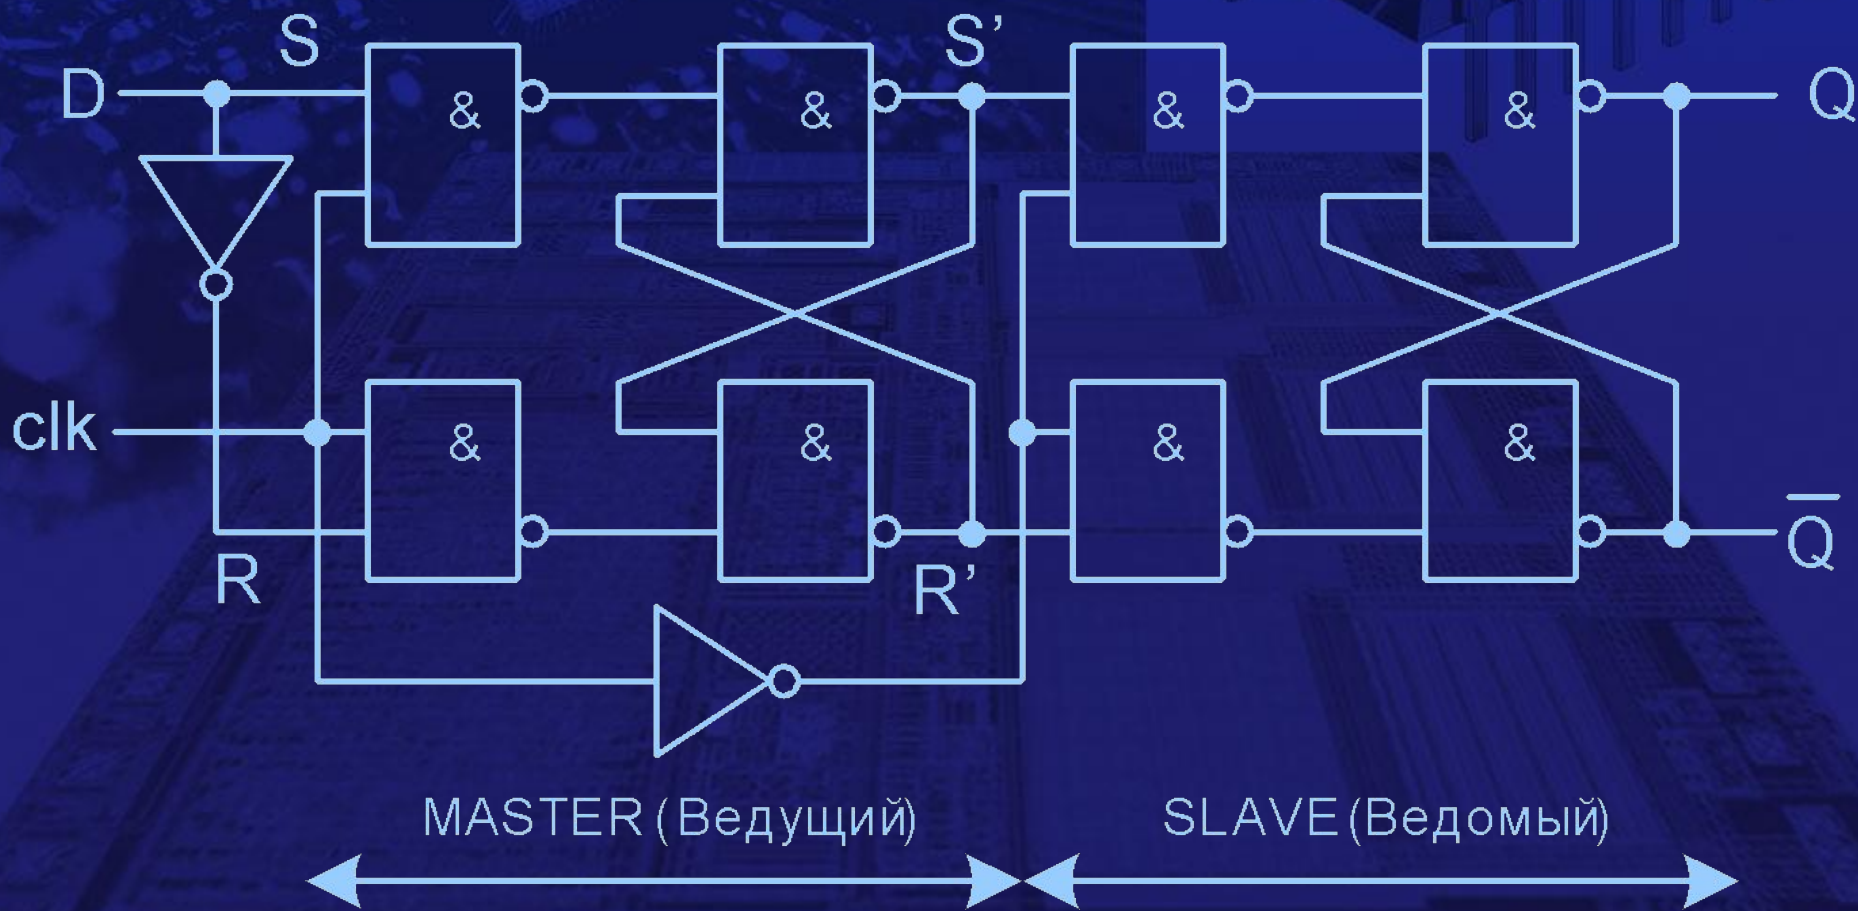 S S’
D & & & & Q
clk & & & &
R R’ Q̅
MASTER (Ведущий) SLAVE (Ведомый)